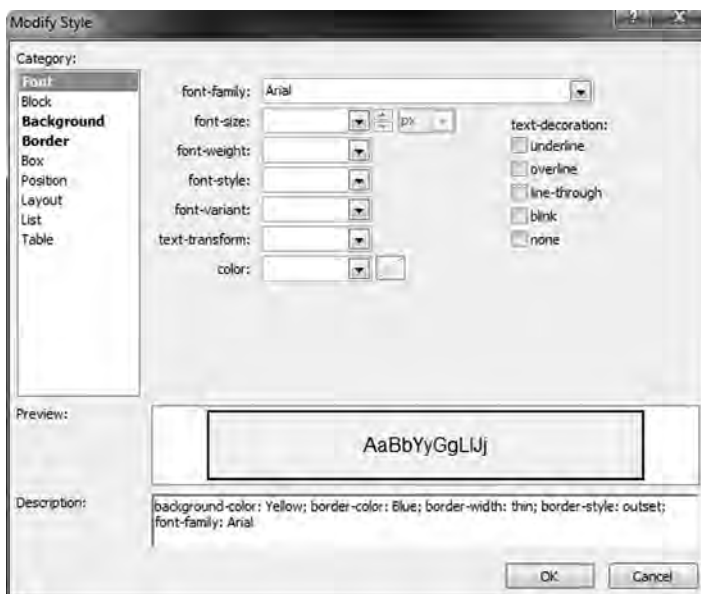 Modify Style
? X
Category:
Font
Block
Background
Border
Box
Position
Layout
List
Table
font-family: Arial
font-size: px
font-weight:
font-style:
font-variant:
text-transform:
color:
text-decoration:
underline
overline
line-through
blink
none
Preview:
AaBbYyGgLlJj
Description:
background-color: Yellow; border-color: Blue; border-width: thin; border-style: outset;
font-family: Arial
OK Cancel